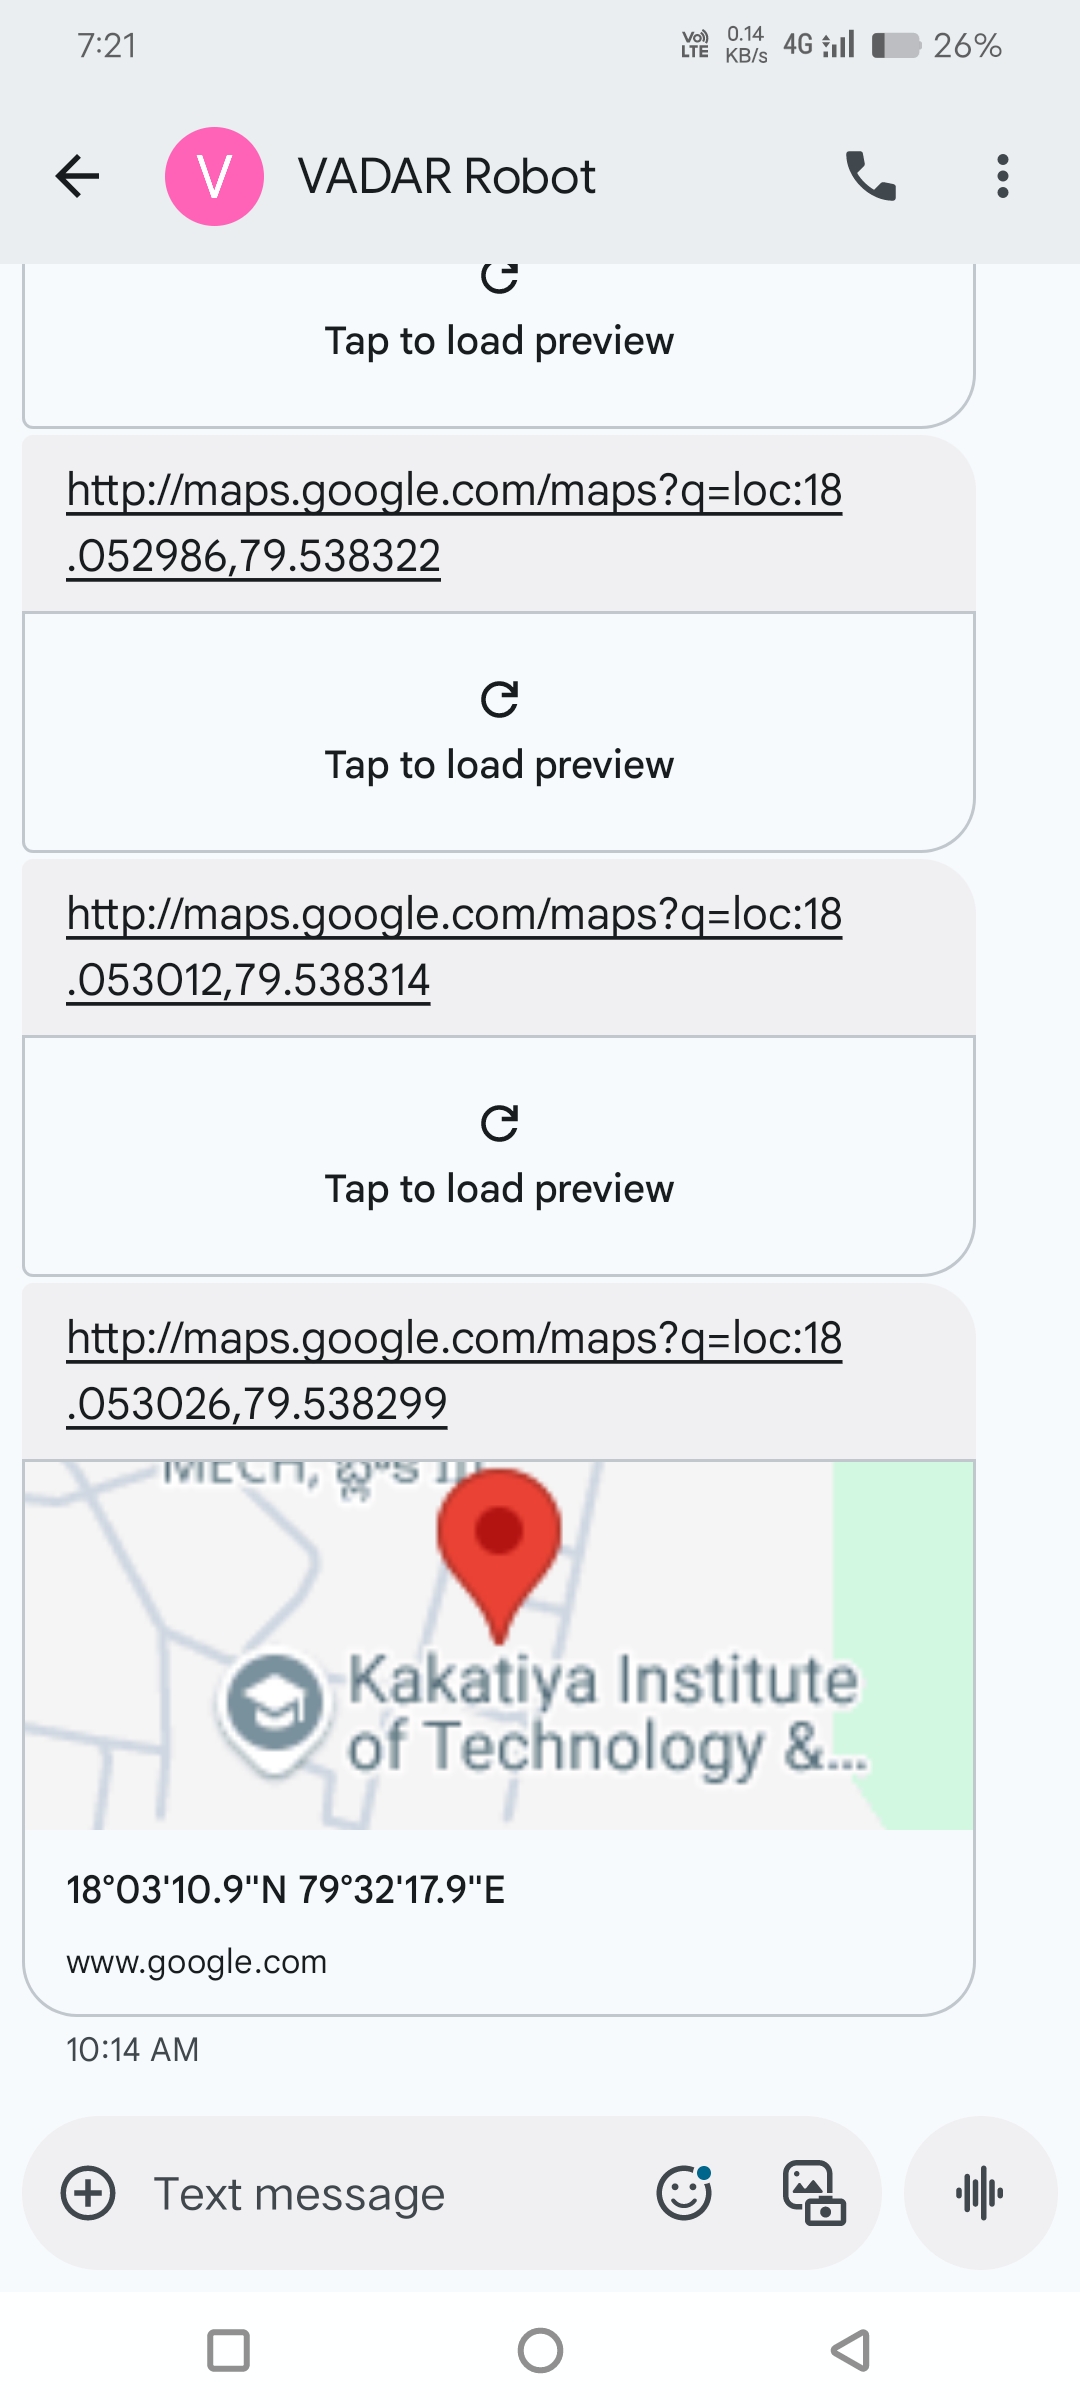 7:21
Vo)) LTE 0.14 KB/s 4G 26%
V VADAR Robot
Tap to load preview
http://maps.google.com/maps?q=loc:18
.052986,79.538322
Tap to load preview
http://maps.google.com/maps?q=loc:18
.053012,79.538314
Tap to load preview
http://maps.google.com/maps?q=loc:18
.053026,79.538299
MECH,
Kakatiya Institute
of Technology &...
18°03'10.9"N 79°32'17.9"E
www.google.com
10:14 AM
Text message